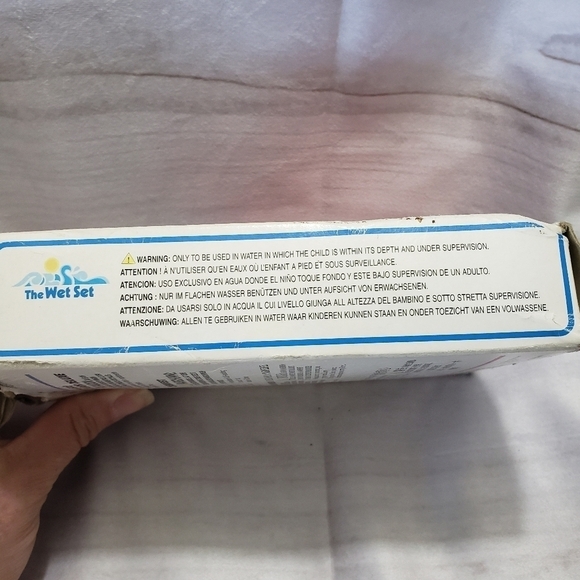 The Wet Set
WARNING: ONLY TO BE USED IN WATER IN WHICH THE CHILD IS WITHIN ITS DEPTH AND UNDER SUPERVISION.
ATTENTION ! À N'UTILISER QU'EN EAUX OÙ L'ENFANT A PIED ET SOUS SURVEILLANCE.
ATENCION: USO EXCLUSIVO EN AGUA DONDE EL NIÑO TOQUE FONDO Y ESTE BAJO SUPERVISION DE UN ADULTO.
ACHTUNG : NUR IM FLACHEN WASSER BENÜTZEN UND UNTER AUFSICHT VON ERWACHSENEN.
ATTENZIONE: DA USARSI SOLO IN ACQUA IL CUI LIVELLO GIUNGA ALL ALTEZZA DEL BAMBINO E SOTTO STRETTA SUPERVISIONE.
WAARSCHUWING: ALLEN TE GEBRUIKEN IN WATER WAAR KINDEREN KUNNEN STAAN EN ONDER TOEZICHT VAN EEN VOLWASSENE.